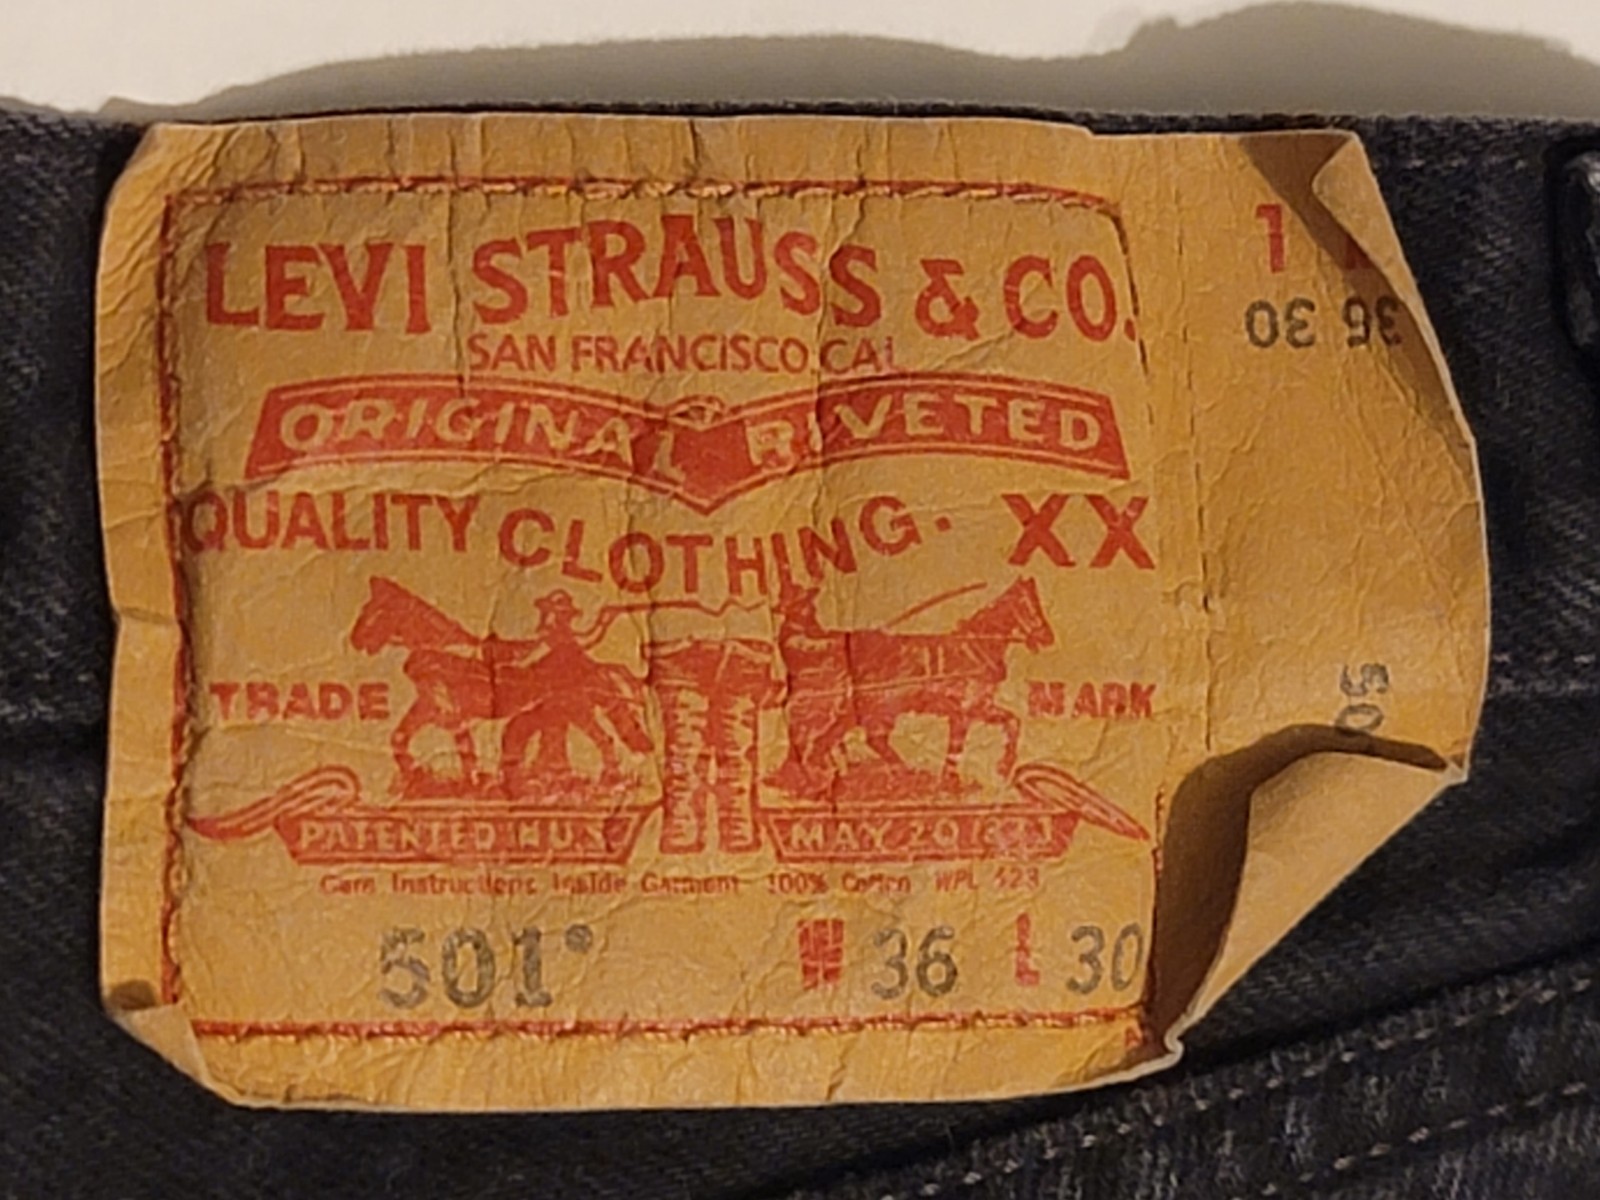 LEVI STRAUSS & CO.
SAN FRANCISCO CAL
ORIGINAL RIVETED
QUALITY CLOTHING. XX
TRADE MARK
PATENTED IN U.S. MAY 20 1873
Care Instructions Inside Garment 100% Cotton WPL 423
501® W 36 L 30
36 30